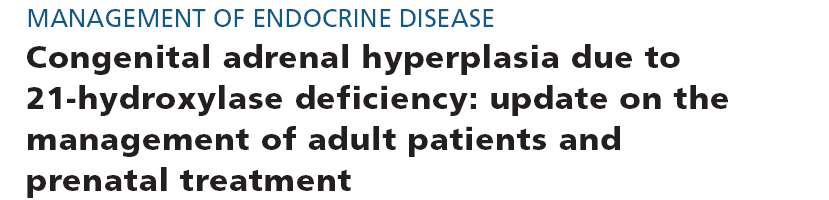 MANAGEMENT OF ENDOCRINE DISEASE
Congenital adrenal hyperplasia due to
21-hydroxylase deficiency: update on the
management of adult patients and
prenatal treatment